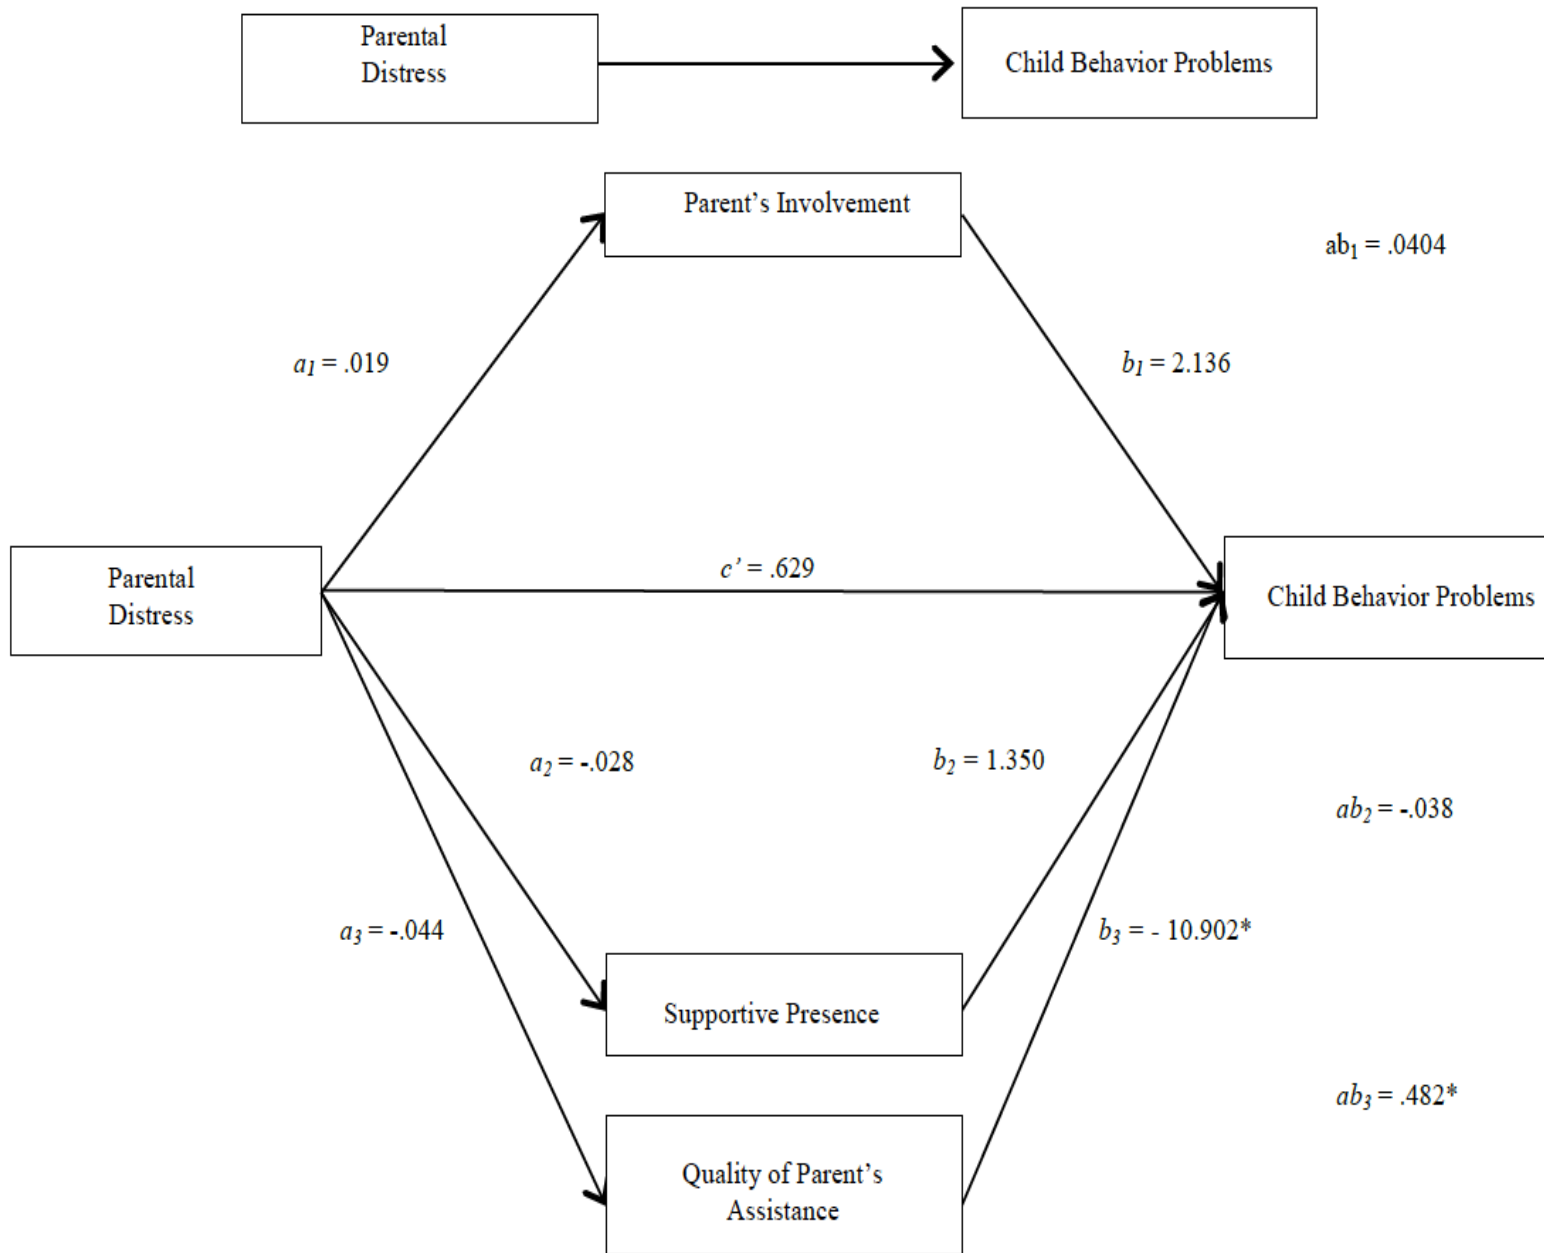 Parental
Distress
Child Behavior Problems
Parent’s Involvement
ab1 = .0404
a1 = .019
b1 = 2.136
c’ = .629
Parental
Distress
Child Behavior Problems
a2 = -.028
b2 = 1.350
ab2 = -.038
a3 = -.044
b3 = - 10.902*
Supportive Presence
ab3 = .482*
Quality of Parent’s
Assistance